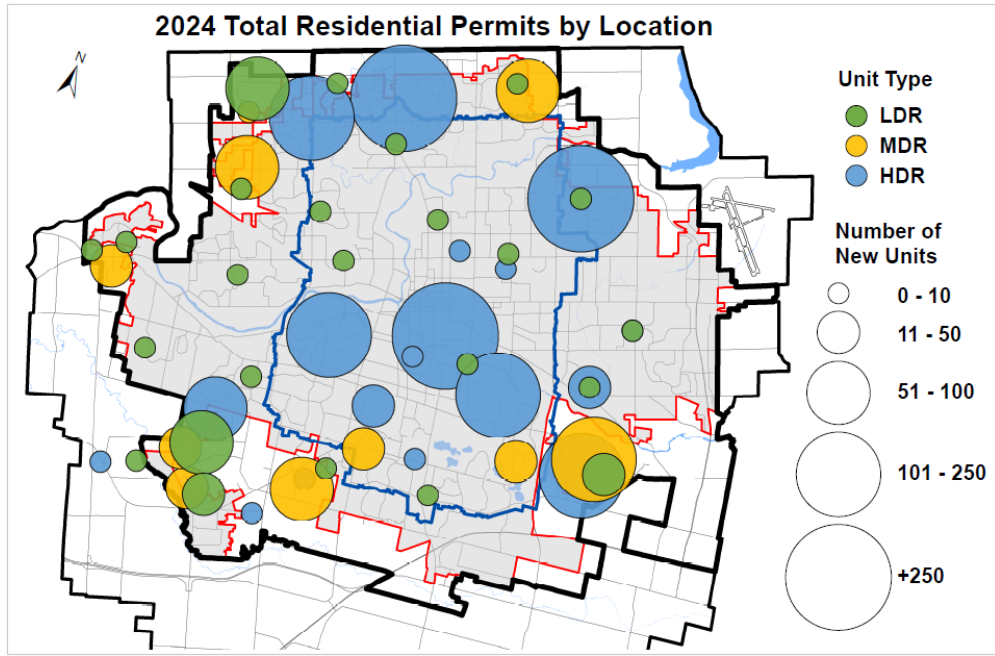 2024 Total Residential Permits by Location
N
Unit Type
LDR
MDR
HDR
Number of
New Units
0 - 10
11 - 50
51 - 100
101 - 250
+250